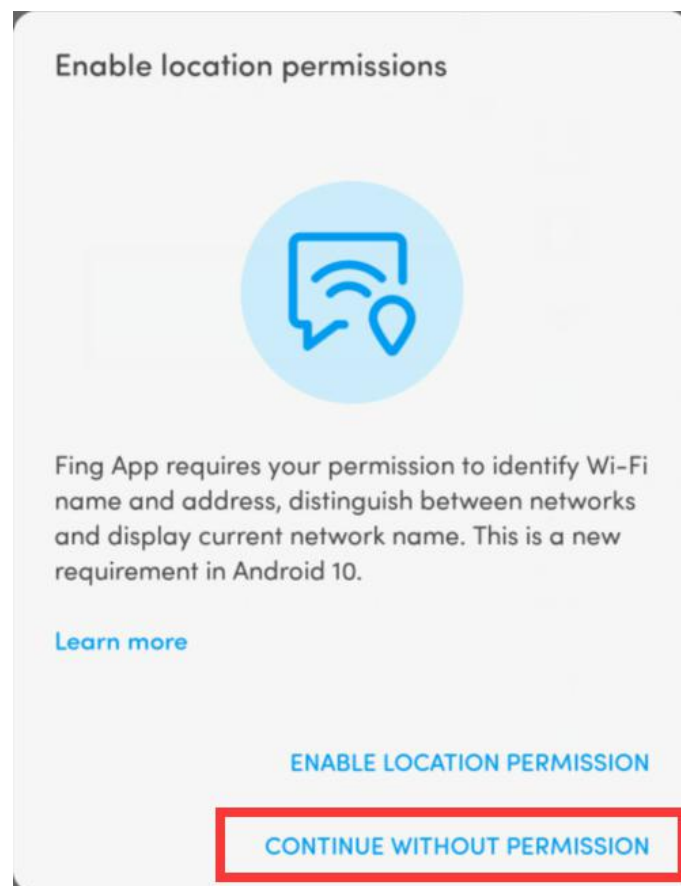 Enable location permissions
Fing App requires your permission to identify Wi-Fi
name and address, distinguish between networks
and display current network name. This is a new
requirement in Android 10.
Learn more
ENABLE LOCATION PERMISSION
CONTINUE WITHOUT PERMISSION